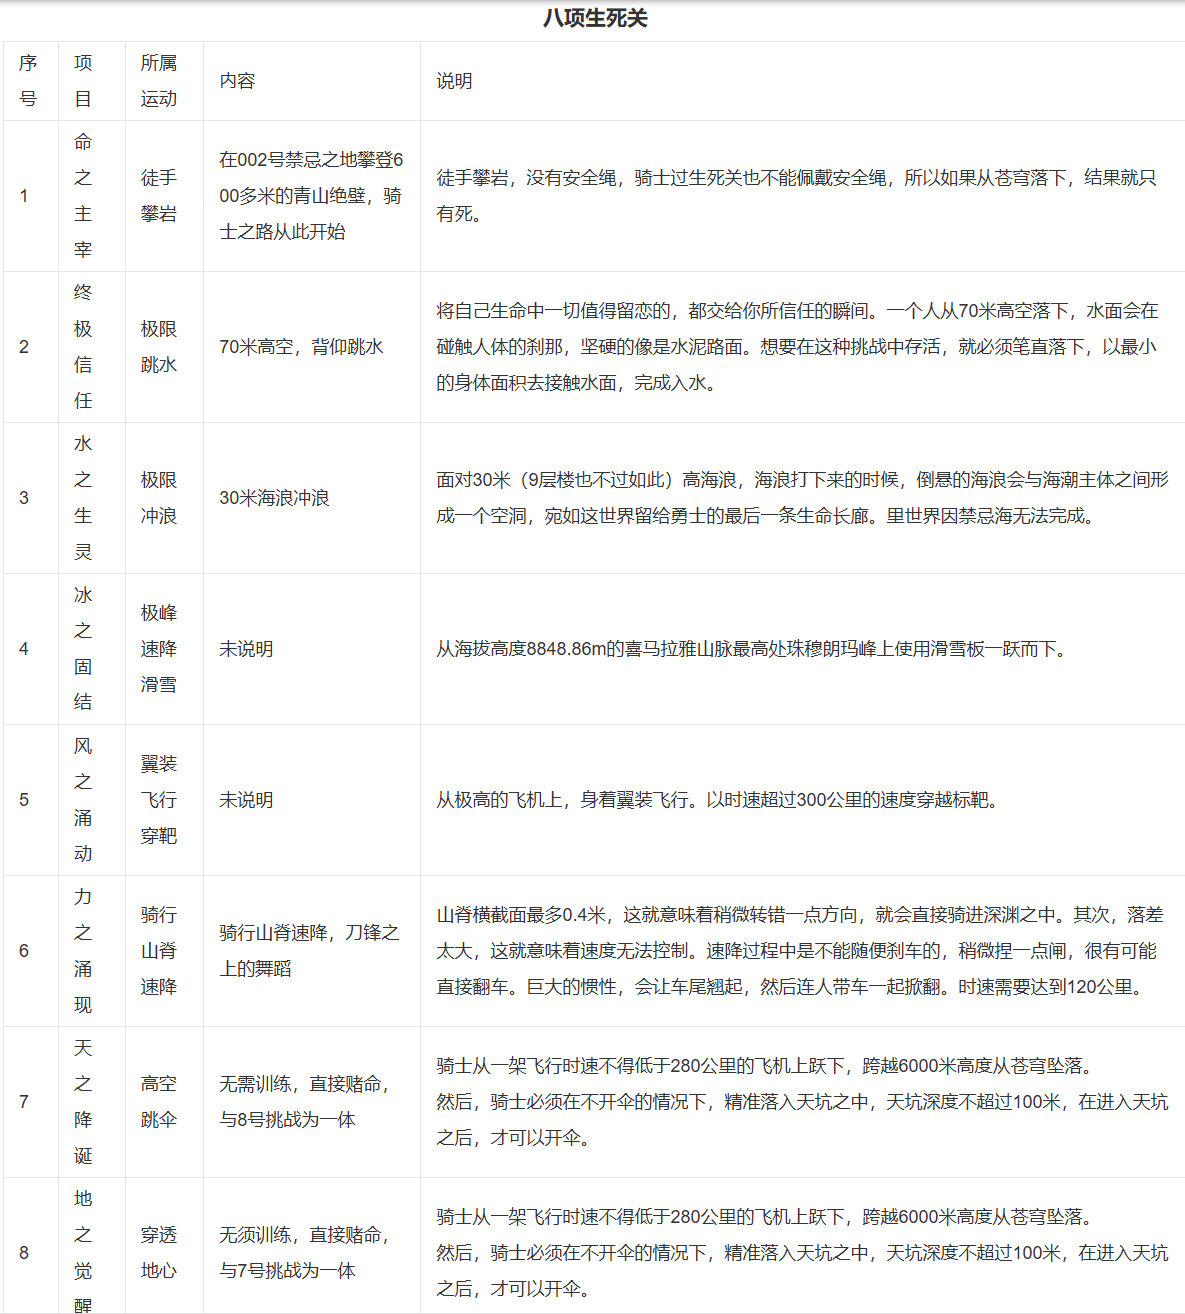 八项生死关
序
号
项
目
所属
运动
内容
说明
1
命
之
主
宰
徒手
攀岩
在002号禁忌之地攀登6
00多米的青山绝壁，骑
士之路从此开始
徒手攀岩，没有安全绳，骑士过生死关也不能佩戴安全绳，所以如果从苍穹落下，结果就只
有死。
2
终
极
信
任
极限
跳水
70米高空，背仰跳水
将自己生命中一切值得留恋的，都交给你所信任的瞬间。一个人从70米高空落下，水面会在
碰触人体的刹那，坚硬的像是水泥路面。想要在这种挑战中存活，就必须笔直落下，以最小
的身体面积去接触水面，完成入水。
3
水
之
生
灵
极限
冲浪
30米海浪冲浪
面对30米（9层楼也不过如此）高海浪，海浪打下来的时候，倒悬的海浪会与海潮主体之间形
成一个空洞，宛如这世界留给勇士的最后一条生命长廊。里世界因禁忌海无法完成。
4
冰
之
固
结
极峰
速降
滑雪
未说明
从海拔高度8848.86m的喜马拉雅山脉最高处珠穆朗玛峰上使用滑雪板一跃而下。
5
风
之
涌
动
翼装
飞行
穿靶
未说明
从极高的飞机上，身着翼装飞行。以时速超过300公里的速度穿越标靶。
6
力
之
涌
现
骑行
山脊
速降
骑行山脊速降，刀锋之
上的舞蹈
山脊横截面最多0.4米，这就意味着稍微转错一点方向，就会直接骑进深渊之中。其次，落差
太大，这就意味着速度无法控制。速降过程中是不能随便刹车的，稍微捏一点闸，很有可能
直接翻车。巨大的惯性，会让车尾翘起，然后连人带车一起掀翻。时速需要达到120公里。
7
天
之
降
诞
高空
跳伞
无需训练，直接赌命，
与8号挑战为一体
骑士从一架飞行时速不得低于280公里的飞机上跃下，跨越6000米高度从苍穹坠落。
然后，骑士必须在不开伞的情况下，精准落入天坑之中，天坑深度不超过100米，在进入天坑
之后，才可以开伞。
8
地
之
觉
醒
穿透
地心
无须训练，直接赌命，
与7号挑战为一体
骑士从一架飞行时速不得低于280公里的飞机上跃下，跨越6000米高度从苍穹坠落。
然后，骑士必须在不开伞的情况下，精准落入天坑之中，天坑深度不超过100米，在进入天坑
之后，才可以开伞。